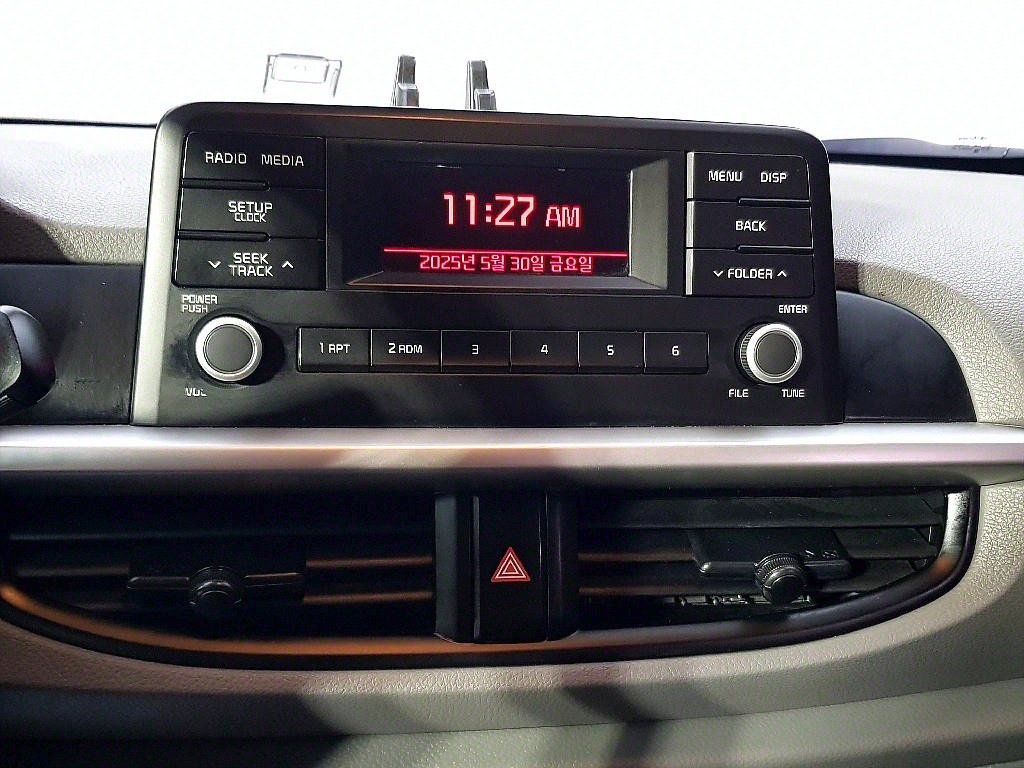 RADIO MEDIA
SETUP
CLOCK
SEEK
TRACK
POWER
PUSH
VOL
11:27 AM
2025년 5월 30일 금요일
MENU DISP
BACK
FOLDER
ENTER
FILE TUNE
1 RPT 2 RDM 3 4 5 6